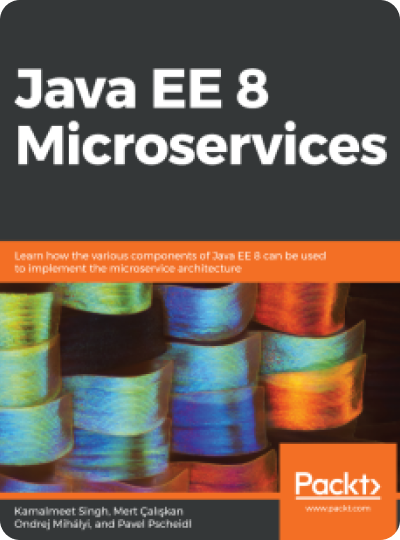 Java EE 8
Microservices
Learn how the various components of Java EE 8 can be used
to implement the microservice architecture
Packt>
www.packt.com
Kamalmeet Singh, Mert Çalışkan
Ondrej Mihályi, and Pavel Pscheidl